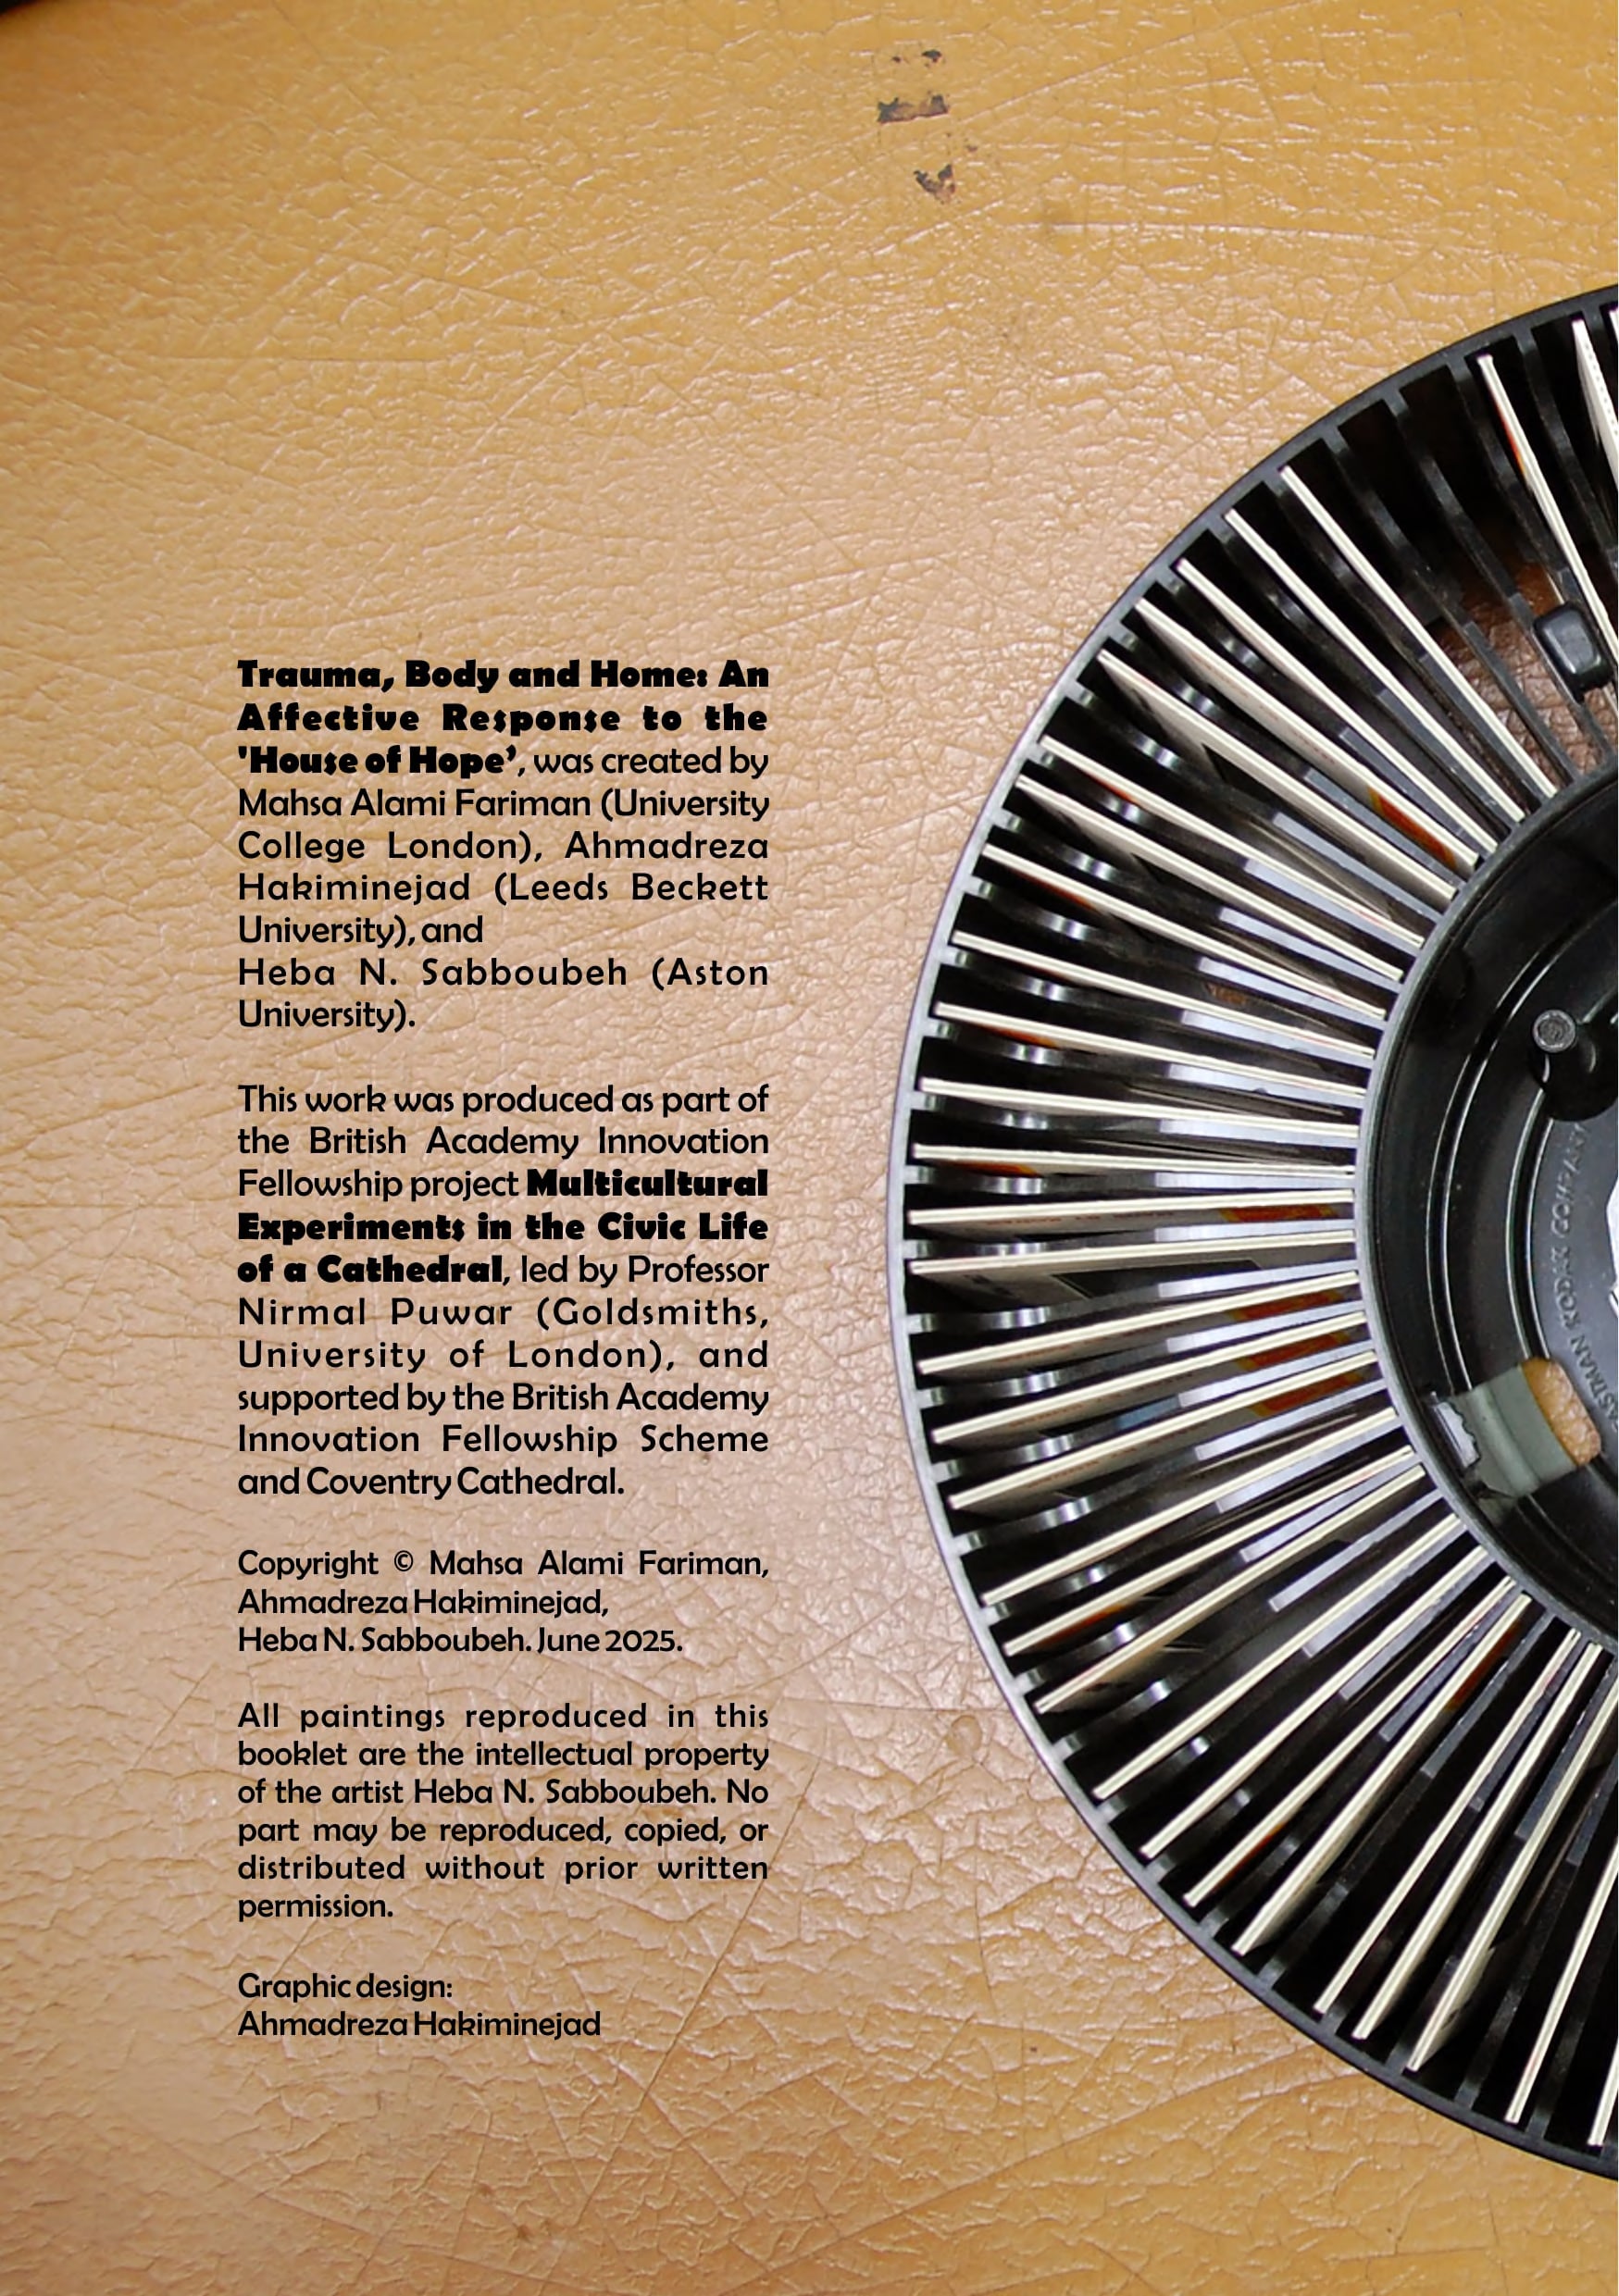 Trauma, Body and Home: An
Affective Response to the
'House of Hope’, was created by
Mahsa Alami Fariman (University
College London), Ahmadreza
Hakiminejad (Leeds Beckett
University), and
Heba N. Sabboubeh (Aston
University).
This work was produced as part of
the British Academy Innovation
Fellowship project Multicultural
Experiments in the Civic Life
of a Cathedral, led by Professor
Nirmal Puwar (Goldsmiths,
University of London), and
supported by the British Academy
Innovation Fellowship Scheme
and Coventry Cathedral.
Copyright © Mahsa Alami Fariman,
Ahmadreza Hakiminejad,
Heba N. Sabboubeh. June 2025.
All paintings reproduced in this
booklet are the intellectual property
of the artist Heba N. Sabboubeh. No
part may be reproduced, copied, or
distributed without prior written
permission.
Graphic design:
Ahmadreza Hakiminejad
KODAK COMPANY